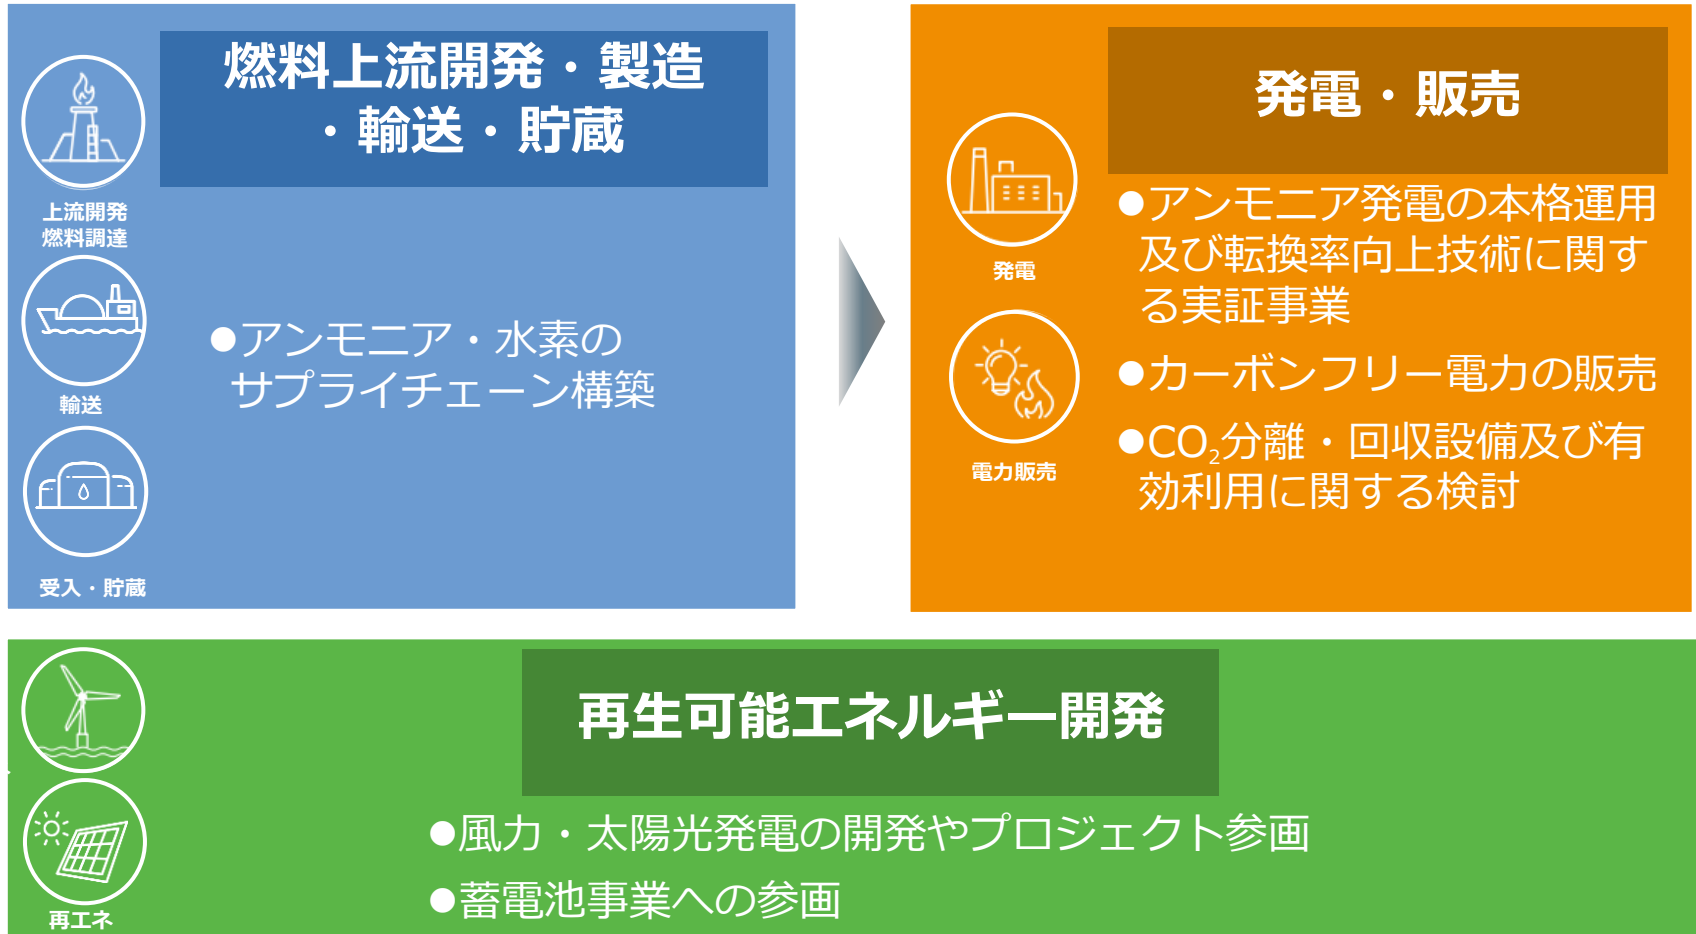 燃料上流開発・製造
・輸送・貯蔵
上流開発
燃料調達
輸送
受入・貯蔵
●アンモニア・水素の
サプライチェーン構築
発電・販売
発電
電力販売
●アンモニア発電の本格運用
及び転換率向上技術に関す
る実証事業
●カーボンフリー電力の販売
●CO₂分離・回収設備及び有
効利用に関する検討
再生可能エネルギー開発
再エネ
●風力・太陽光発電の開発やプロジェクト参画
●蓄電池事業への参画